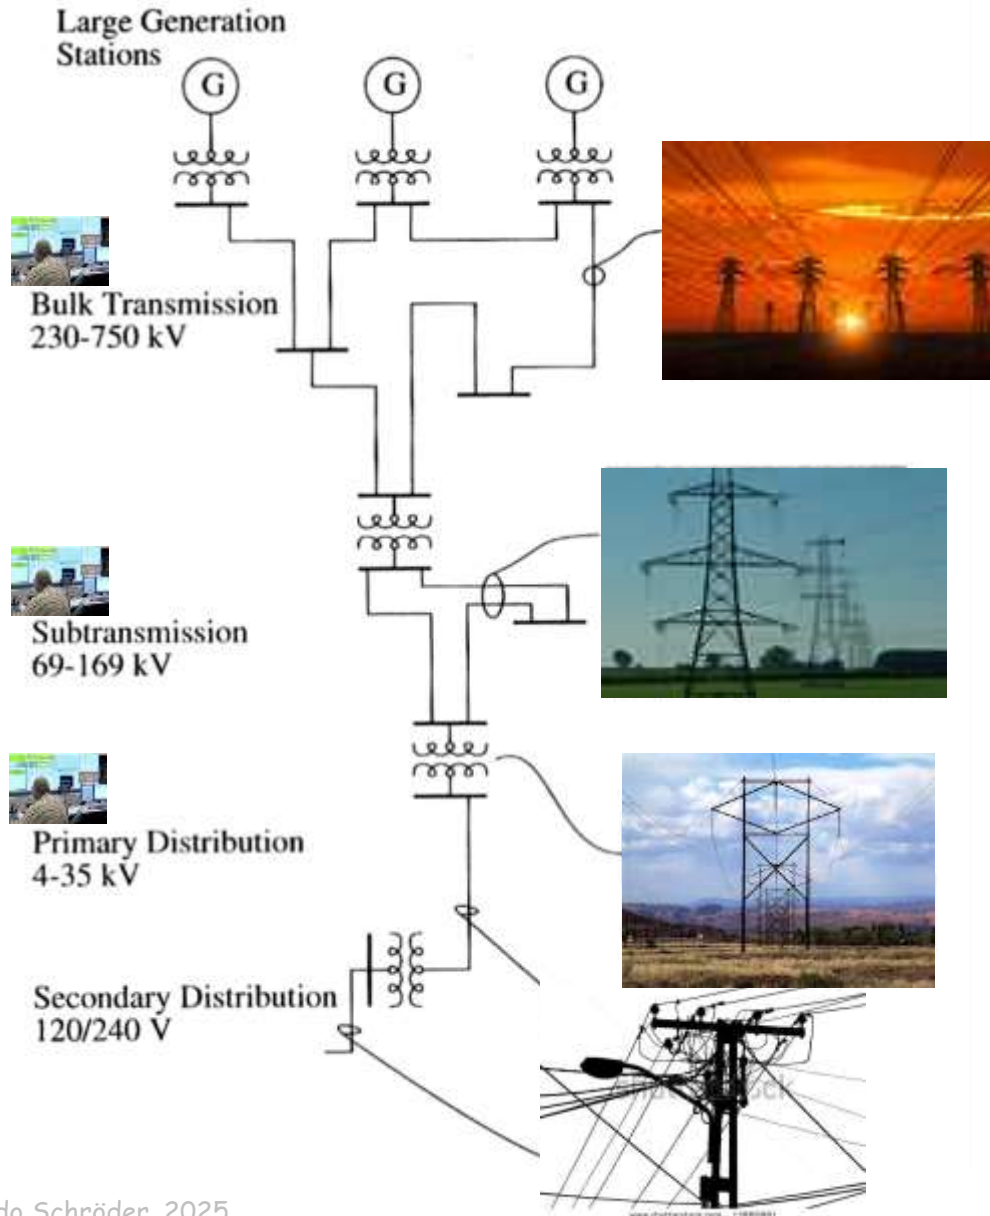 Large Generation
Stations
G
G
G
Bulk Transmission
230-750 kV
Subtransmission
69-169 kV
Primary Distribution
4-35 kV
Secondary Distribution
120/240 V
Schröder, 2025